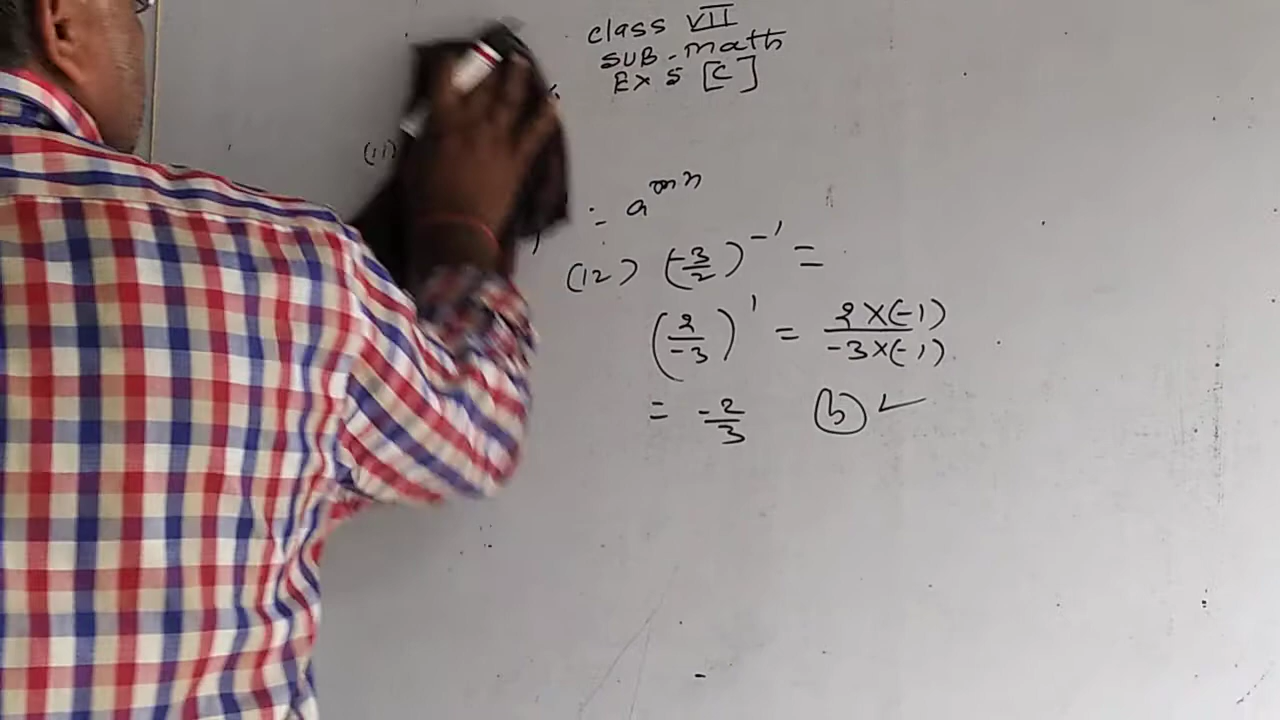 class VII
SUB - math
EX 5 [C]
(11)
= a^{mn}
(12) (-3/2)^{-1} =
(2/-3)^1 = 2×(-1)/-3×(-1)
= -2/3 (b) ✓